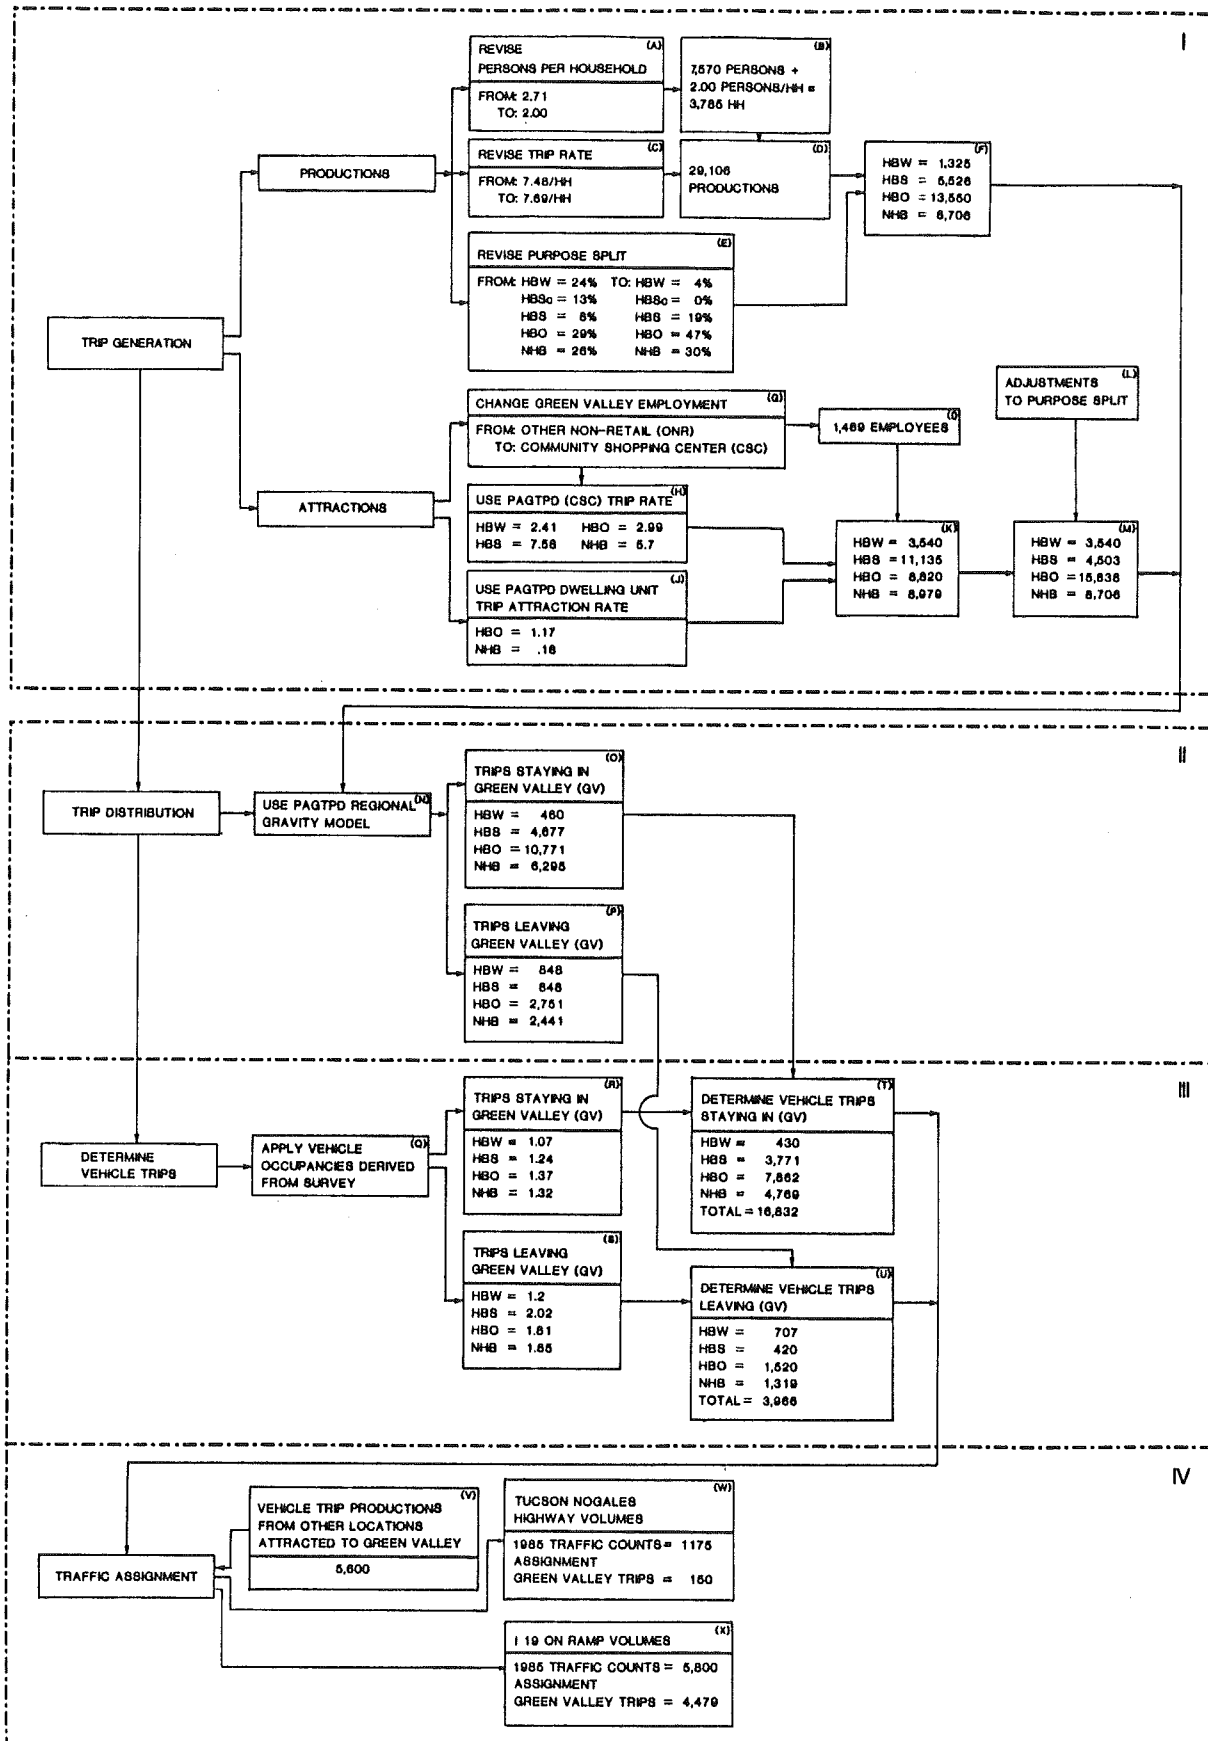 I
REVISE (A)
PERSONS PER HOUSEHOLD
FROM: 2.71
TO: 2.00
(B)
7,570 PERSONS ÷
2.00 PERSONS/HH =
3,785 HH
REVISE TRIP RATE (C)
FROM: 7.48/HH
TO: 7.69/HH
(D)
29,106
PRODUCTIONS
(F)
HBW = 1,325
HBS = 5,526
HBO = 13,550
NHB = 8,706
PRODUCTIONS
(E)
REVISE PURPOSE SPLIT
FROM: HBW = 24% TO: HBW = 4%
HBSc = 13% HBSc = 0%
HBS = 8% HBS = 19%
HBO = 29% HBO = 47%
NHB = 26% NHB = 30%
TRIP GENERATION
ATTRACTIONS
CHANGE GREEN VALLEY EMPLOYMENT (G)
FROM: OTHER NON-RETAIL (ONR)
TO: COMMUNITY SHOPPING CENTER (CSC)
(I)
1,469 EMPLOYEES
(L)
ADJUSTMENTS
TO PURPOSE SPLIT
(H)
USE PAGTPD (CSC) TRIP RATE
HBW = 2.41 HBO = 2.99
HBS = 7.58 NHB = 5.7
(J)
USE PAGTPD DWELLING UNIT
TRIP ATTRACTION RATE
HBO = 1.17
NHB = .16
(K)
HBW = 3,540
HBS = 11,135
HBO = 8,820
NHB = 8,979
(M)
HBW = 3,540
HBS = 4,503
HBO = 15,636
NHB = 8,706
II
TRIP DISTRIBUTION
USE PAGTPD REGIONAL (N)
GRAVITY MODEL
(O)
TRIPS STAYING IN
GREEN VALLEY (GV)
HBW = 460
HBS = 4,677
HBO = 10,771
NHB = 6,295
(P)
TRIPS LEAVING
GREEN VALLEY (GV)
HBW = 848
HBS = 848
HBO = 2,751
NHB = 2,441
III
DETERMINE
VEHICLE TRIPS
(Q)
APPLY VEHICLE
OCCUPANCIES DERIVED
FROM SURVEY
(R)
TRIPS STAYING IN
GREEN VALLEY (GV)
HBW = 1.07
HBS = 1.24
HBO = 1.37
NHB = 1.32
(S)
TRIPS LEAVING
GREEN VALLEY (GV)
HBW = 1.2
HBS = 2.02
HBO = 1.81
NHB = 1.85
(T)
DETERMINE VEHICLE TRIPS
STAYING IN (GV)
HBW = 430
HBS = 3,771
HBO = 7,862
NHB = 4,769
TOTAL = 16,832
(U)
DETERMINE VEHICLE TRIPS
LEAVING (GV)
HBW = 707
HBS = 420
HBO = 1,520
NHB = 1,319
TOTAL = 3,966
IV
TRAFFIC ASSIGNMENT
(V)
VEHICLE TRIP PRODUCTIONS
FROM OTHER LOCATIONS
ATTRACTED TO GREEN VALLEY
5,600
(W)
TUCSON NOGALES
HIGHWAY VOLUMES
1985 TRAFFIC COUNTS = 1175
ASSIGNMENT
GREEN VALLEY TRIPS = 150
(X)
I 19 ON RAMP VOLUMES
1985 TRAFFIC COUNTS = 5,800
ASSIGNMENT
GREEN VALLEY TRIPS = 4,479